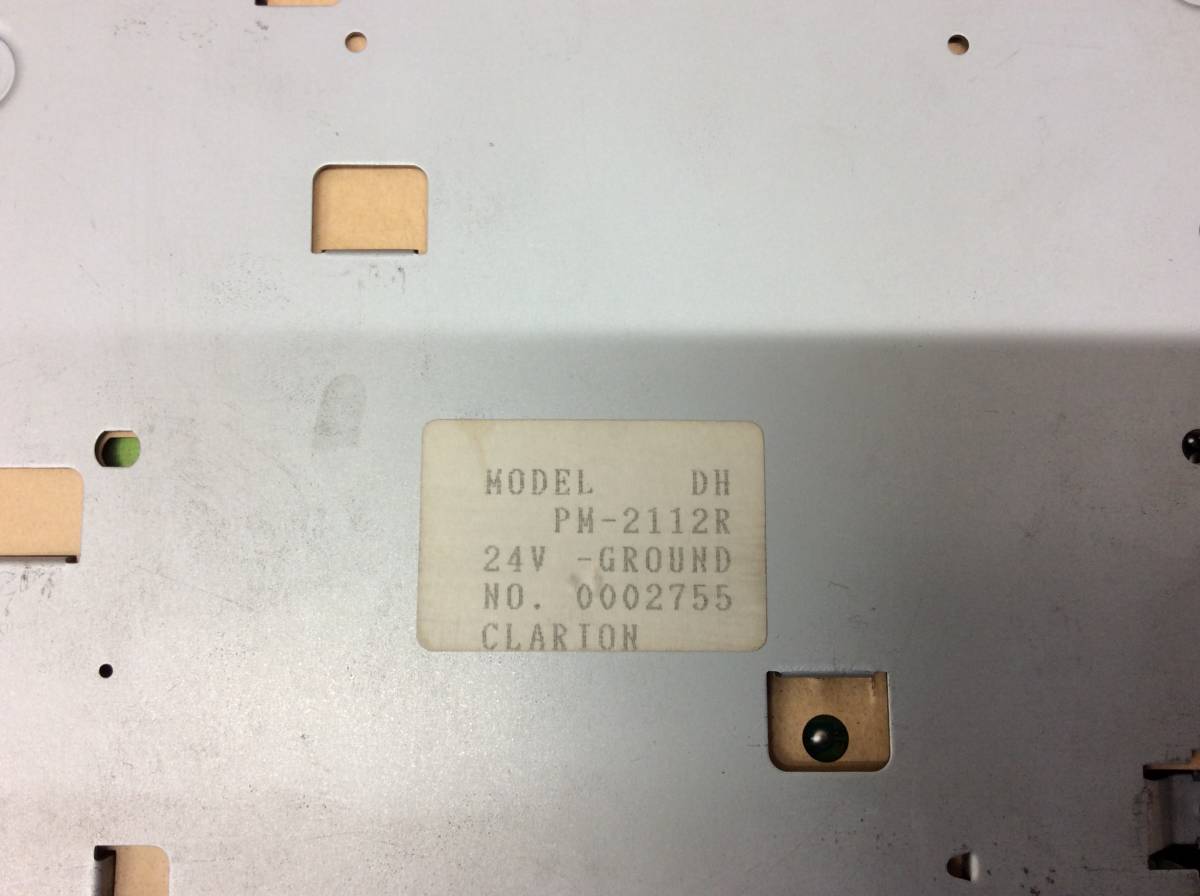 MODEL DH
PM-2112R
24V -GROUND
NO. 0002755
CLARION